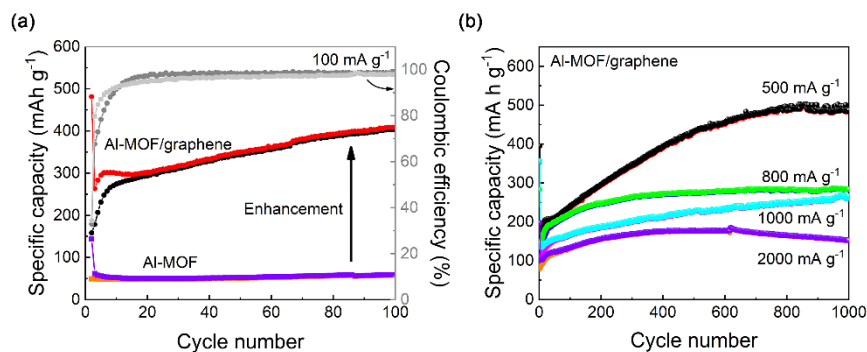 (a)
600
500
400
300
200
100
0
0 20 40 60 80 100
100
80
60
40
20
0
Specific capacity (mAh g⁻¹)
Coulombic efficiency (%)
Cycle number
100 mA g⁻¹
Al-MOF/graphene
Enhancement
Al-MOF
(b)
600
500
400
300
200
100
0
0 200 400 600 800 1000
Specific capacity (mA h g⁻¹)
Cycle number
Al-MOF/graphene
500 mA g⁻¹
800 mA g⁻¹
1000 mA g⁻¹
2000 mA g⁻¹